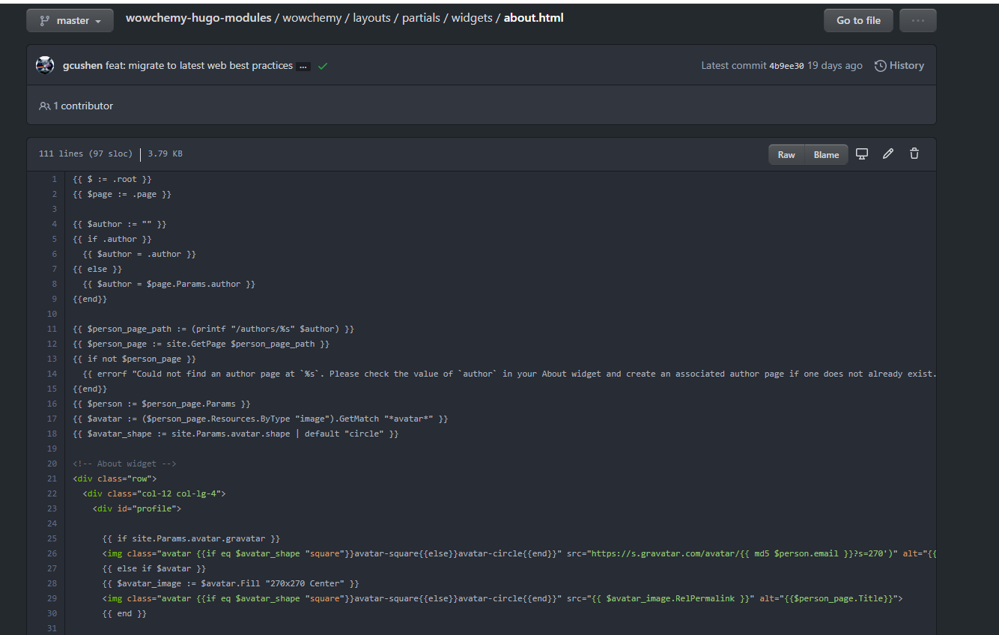 master
wowchemy-hugo-modules / wowchemy / layouts / partials / widgets / about.html
Go to file
...
gcushen feat: migrate to latest web best practices ...
Latest commit 4b9ee30 19 days ago
History
1 contributor
111 lines (97 sloc) | 3.79 KB
Raw
Blame
1 {{ $ := .root }}
2 {{ $page := .page }}
3
4 {{ $author := "" }}
5 {{ if .author }}
6 {{ $author = .author }}
7 {{ else }}
8 {{ $author = $page.Params.author }}
9 {{end}}
10
11 {{ $person_page_path := (printf "/authors/%s" $author) }}
12 {{ $person_page := site.GetPage $person_page_path }}
13 {{ if not $person_page }}
14 {{ errorf "Could not find an author page at `%s`. Please check the value of `author` in your About widget and create an associated author page if one does not already exist.
15 {{end}}
16 {{ $person := $person_page.Params }}
17 {{ $avatar := ($person_page.Resources.ByType "image").GetMatch "*avatar*" }}
18 {{ $avatar_shape := site.Params.avatar.shape | default "circle" }}
19
20 <!-- About widget -->
21 <div class="row">
22 <div class="col-12 col-lg-4">
23 <div id="profile">
24
25 {{ if site.Params.avatar.gravatar }}
26 <img class="avatar {{if eq $avatar_shape "square"}}avatar-square{{else}}avatar-circle{{end}}" src="https://s.gravatar.com/avatar/{{ md5 $person.email }}?s=270')" alt="{{
27 {{ else if $avatar }}
28 {{ $avatar_image := $avatar.Fill "270x270 Center" }}
29 <img class="avatar {{if eq $avatar_shape "square"}}avatar-square{{else}}avatar-circle{{end}}" src="{{ $avatar_image.RelPermalink }}" alt="{{$person_page.Title}}">
30 {{ end }}
31